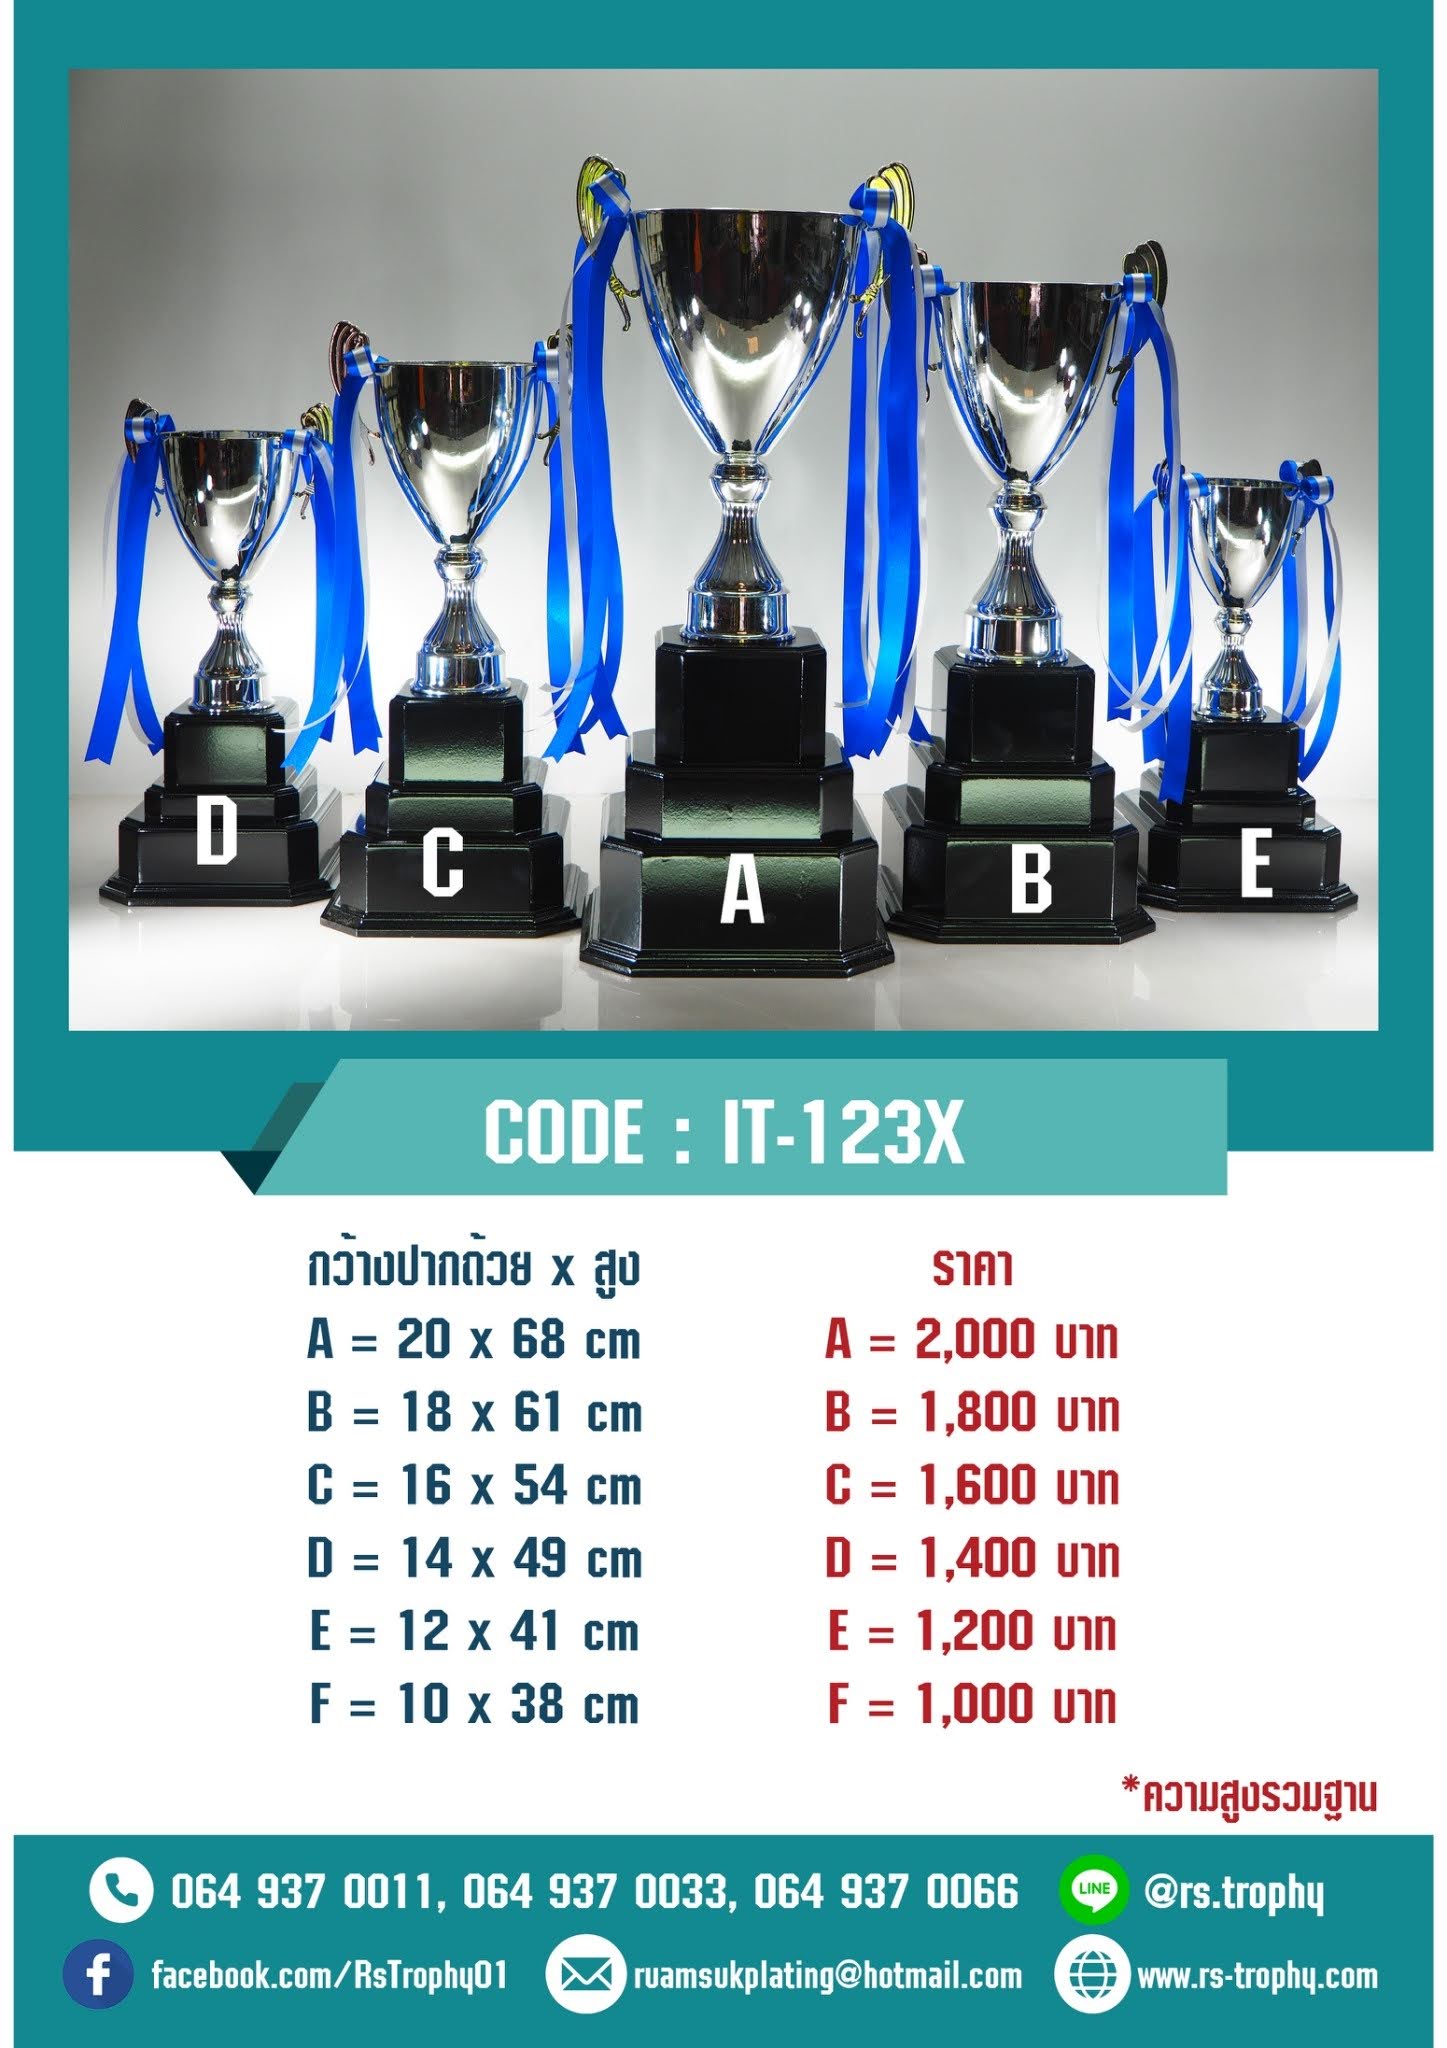 D
C
A
B
E
CODE : IT-123X
กว้างปากถ้วย x สูง
A = 20 x 68 cm
B = 18 x 61 cm
C = 16 x 54 cm
D = 14 x 49 cm
E = 12 x 41 cm
F = 10 x 38 cm
ราคา
A = 2,000 บาท
B = 1,800 บาท
C = 1,600 บาท
D = 1,400 บาท
E = 1,200 บาท
F = 1,000 บาท
*ความสูงรวมฐาน
064 937 0011, 064 937 0033, 064 937 0066
LINE @rs.trophy
f facebook.com/RsTrophy01
ruamsukplating@hotmail.com
www.rs-trophy.com